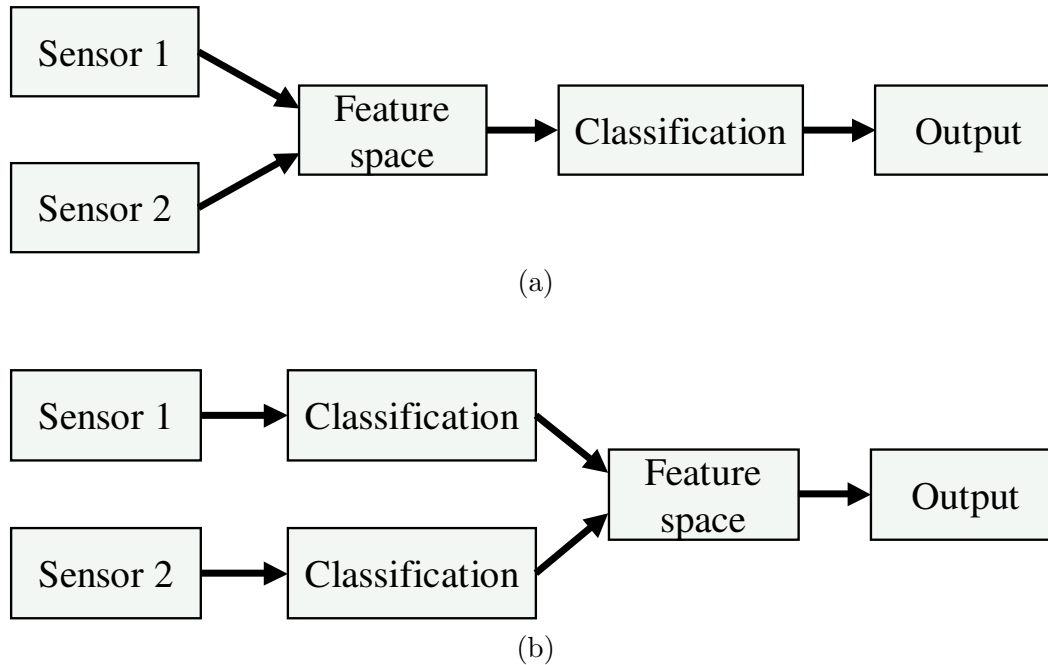 Sensor 1
Sensor 2
Feature
space
Classification
Output
(a)
Sensor 1
Classification
Sensor 2
Classification
Feature
space
Output
(b)